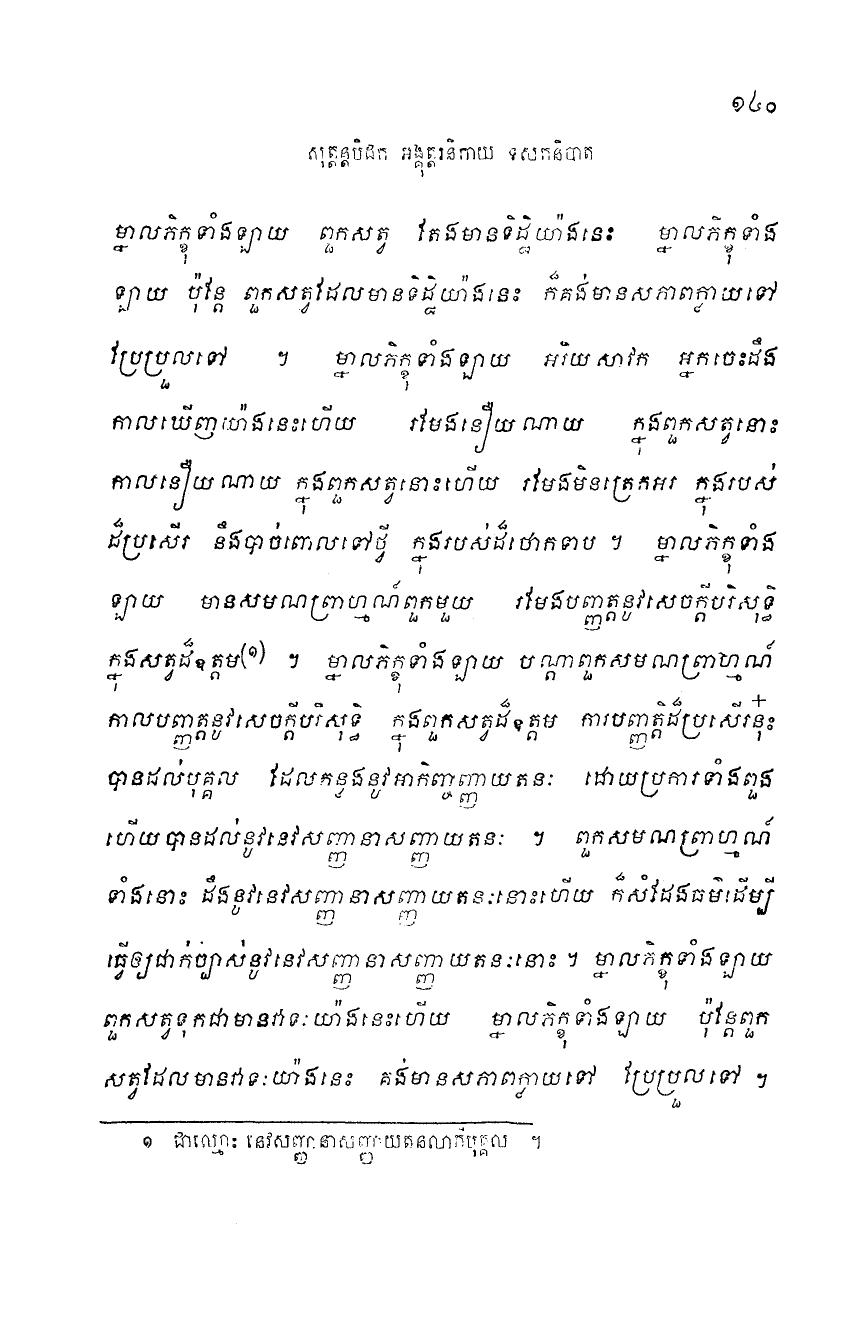 ១៤០
សុត្តន្តបិដក អង្គុត្តរនិកាយ ទសកនិបាត
ម្នាលភិក្ខុទាំងឡាយ ពួកសត្វ តែងមានទិដ្ឋិយ៉ាងនេះ ម្នាលភិក្ខុទាំង
ឡាយ ប៉ុន្តែ ពួកសត្វដែលមានទិដ្ឋិយ៉ាងនេះ ក៏គង់មានសភាពក្លាយទៅ
ប្រែប្រួលទៅ ។ ម្នាលភិក្ខុទាំងឡាយ អរិយសាវក អ្នកចេះដឹង
កាលឃើញយ៉ាងនេះហើយ រមែងនឿយណាយ ក្នុងពួកសត្វនោះ
កាលនឿយណាយ ក្នុងពួកសត្វនោះហើយ រមែងមិនត្រេកអរ ក្នុងរបស់
ដ៏ប្រសើរ នឹងបាច់ពោលទៅថ្វី ក្នុងរបស់ដ៏ថោកទាប ។ ម្នាលភិក្ខុទាំង
ឡាយ មានសមណព្រាហ្មណ៍ពួកមួយ រមែងបញ្ញត្តនូវសេចក្តីបរិសុទ្ធិ
ក្នុងសត្វដ៏ឧត្តម(១) ។ ម្នាលភិក្ខុទាំងឡាយ បណ្តាពួកសមណព្រាហ្មណ៍
កាលបញ្ញត្តនូវសេចក្តីបរិសុទ្ធិ ក្នុងពួកសត្វដ៏ឧត្តម ការបញ្ញត្តិដ៏ប្រសើរនុ៎ះ
បានដល់បុគ្គល ដែលកន្លងនូវអាកិញ្ចញ្ញាយតនៈ ដោយប្រការទាំងពួង
ហើយបានដល់នូវនេវសញ្ញានាសញ្ញាយតនៈ ។ ពួកសមណព្រាហ្មណ៍
ទាំងនោះ ដឹងនូវនេវសញ្ញានាសញ្ញាយតនៈនោះហើយ ក៏សំដែងធម៌ដើម្បី
ធ្វើឲ្យជាក់ច្បាស់នូវនេវសញ្ញានាសញ្ញាយតនៈនោះ ។ ម្នាលភិក្ខុទាំងឡាយ
ពួកសត្វទុកជាមានវាទៈយ៉ាងនេះហើយ ម្នាលភិក្ខុទាំងឡាយ ប៉ុន្តែពួក
សត្វដែលមានវាទៈយ៉ាងនេះ គង់មានសភាពក្លាយទៅ ប្រែប្រួលទៅ ។
១ ជាឈ្មោះ នេវសញ្ញានាសញ្ញាយតនលាភីបុគ្គល ។